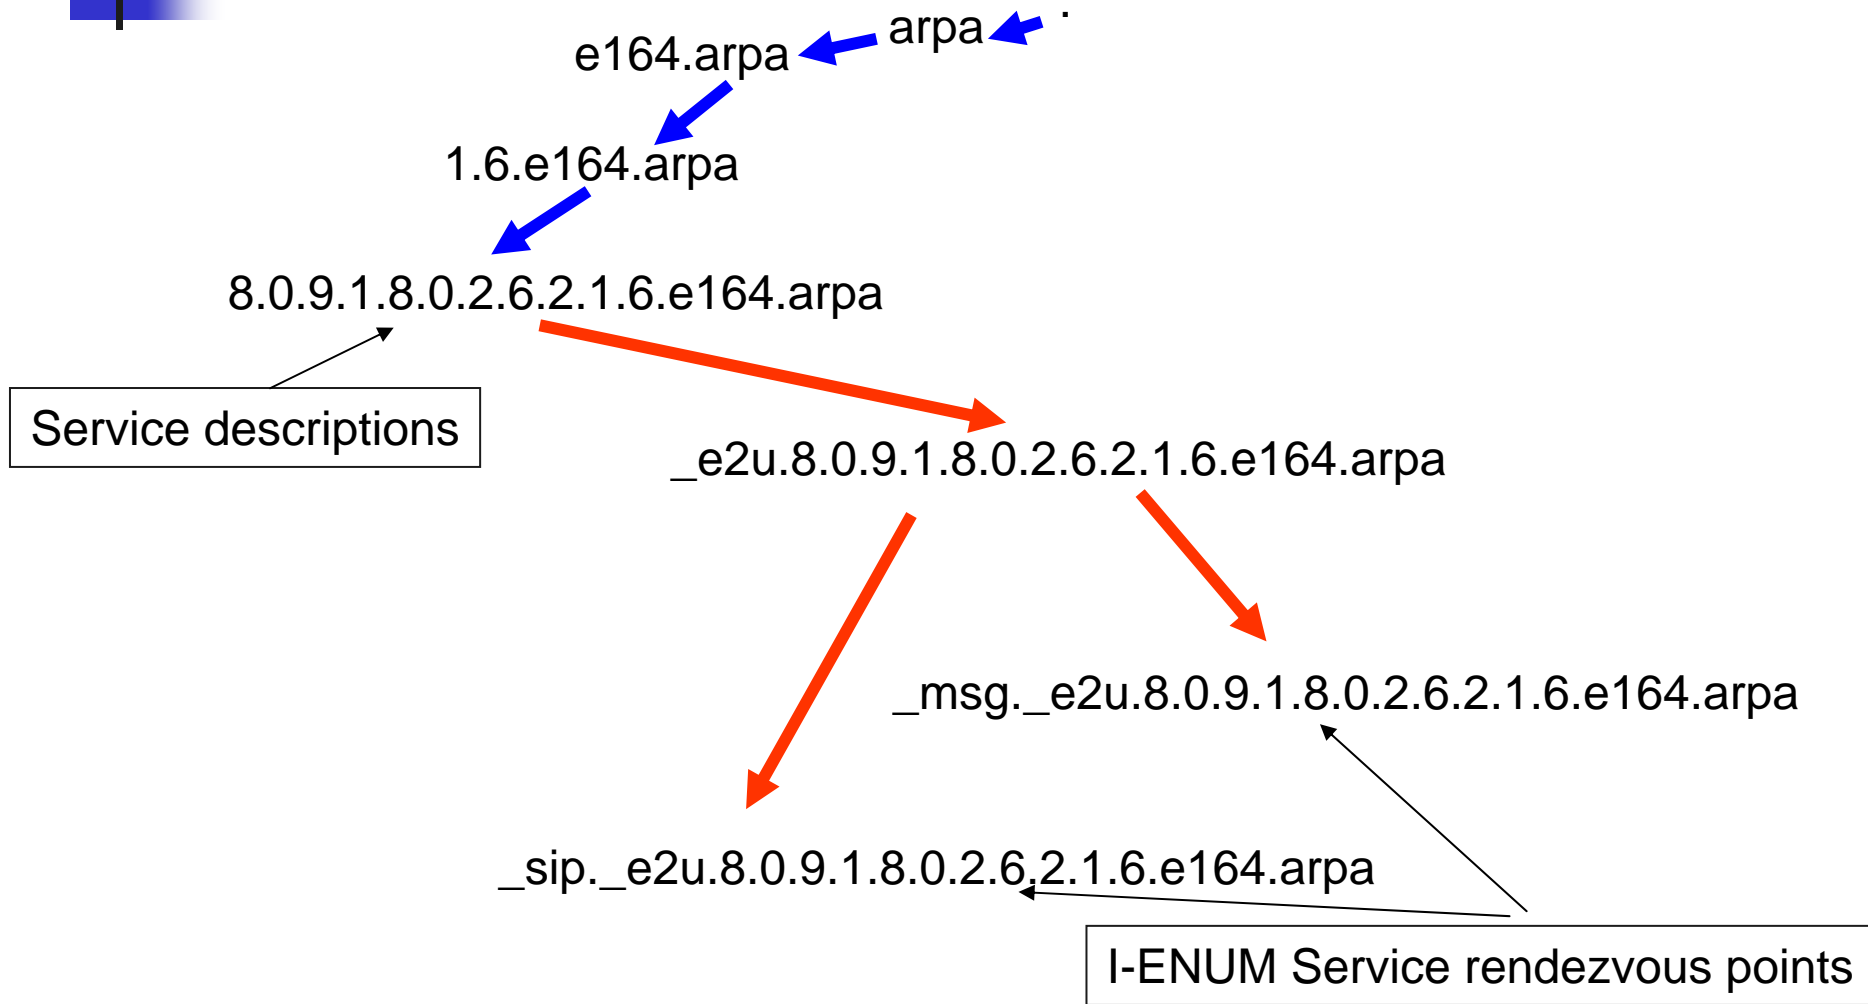 .
arpa
e164.arpa
1.6.e164.arpa
8.0.9.1.8.0.2.6.2.1.6.e164.arpa
Service descriptions
_e2u.8.0.9.1.8.0.2.6.2.1.6.e164.arpa
_msg._e2u.8.0.9.1.8.0.2.6.2.1.6.e164.arpa
_sip._e2u.8.0.9.1.8.0.2.6.2.1.6.e164.arpa
I-ENUM Service rendezvous points